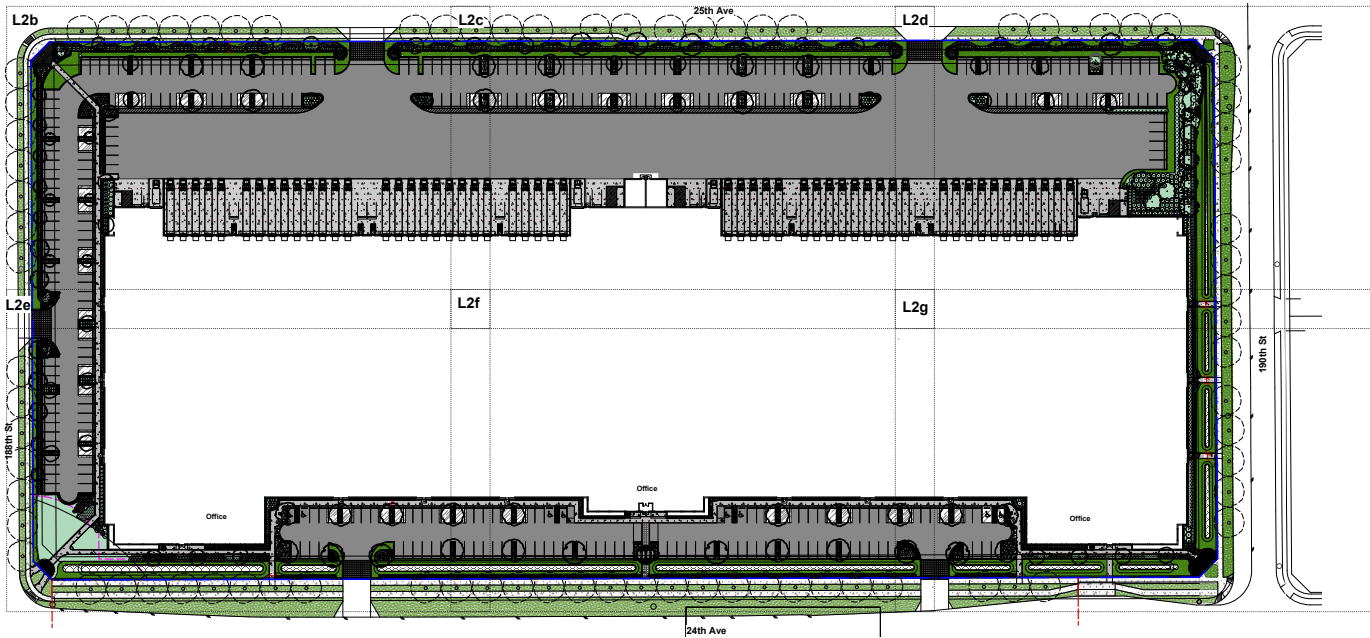 L2b
L2c
25th Ave
L2d
L2e
L2f
L2g
190th St
188th St
Office
Office
Office
24th Ave